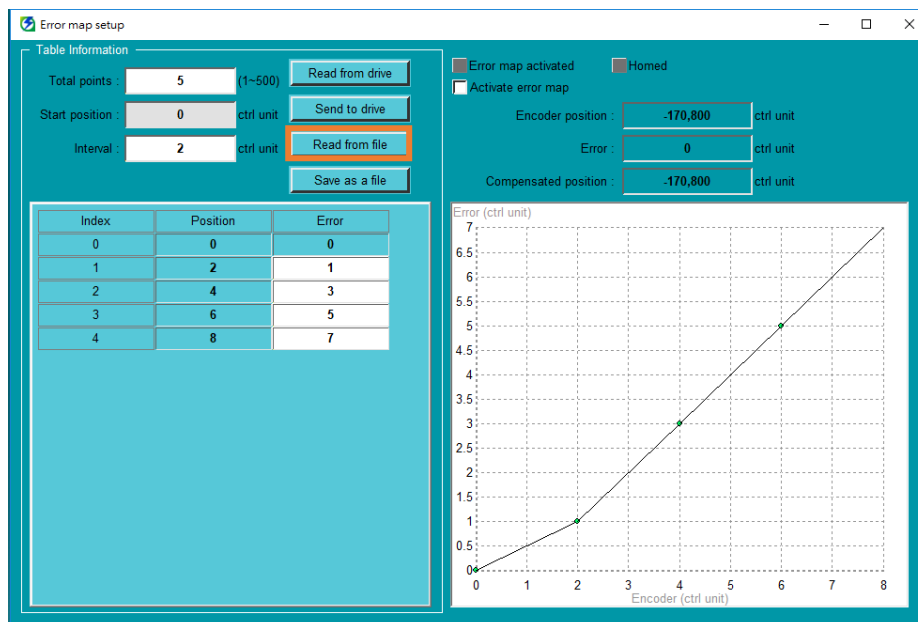 Error map setup
Table Information
Total points : 5 (1~500) Read from drive
Start position : 0 ctrl unit Send to drive
Interval : 2 ctrl unit Read from file
Save as a file
Index Position Error
0 0 0
1 2 1
2 4 3
3 6 5
4 8 7
Error map activated Homed
Activate error map
Encoder position : -170,800 ctrl unit
Error : 0 ctrl unit
Compensated position : -170,800 ctrl unit
Error (ctrl unit)
7
6.5
6
5.5
5
4.5
4
3.5
3
2.5
2
1.5
1
0.5
0
0 1 2 3 4 5 6 7 8
Encoder (ctrl unit)